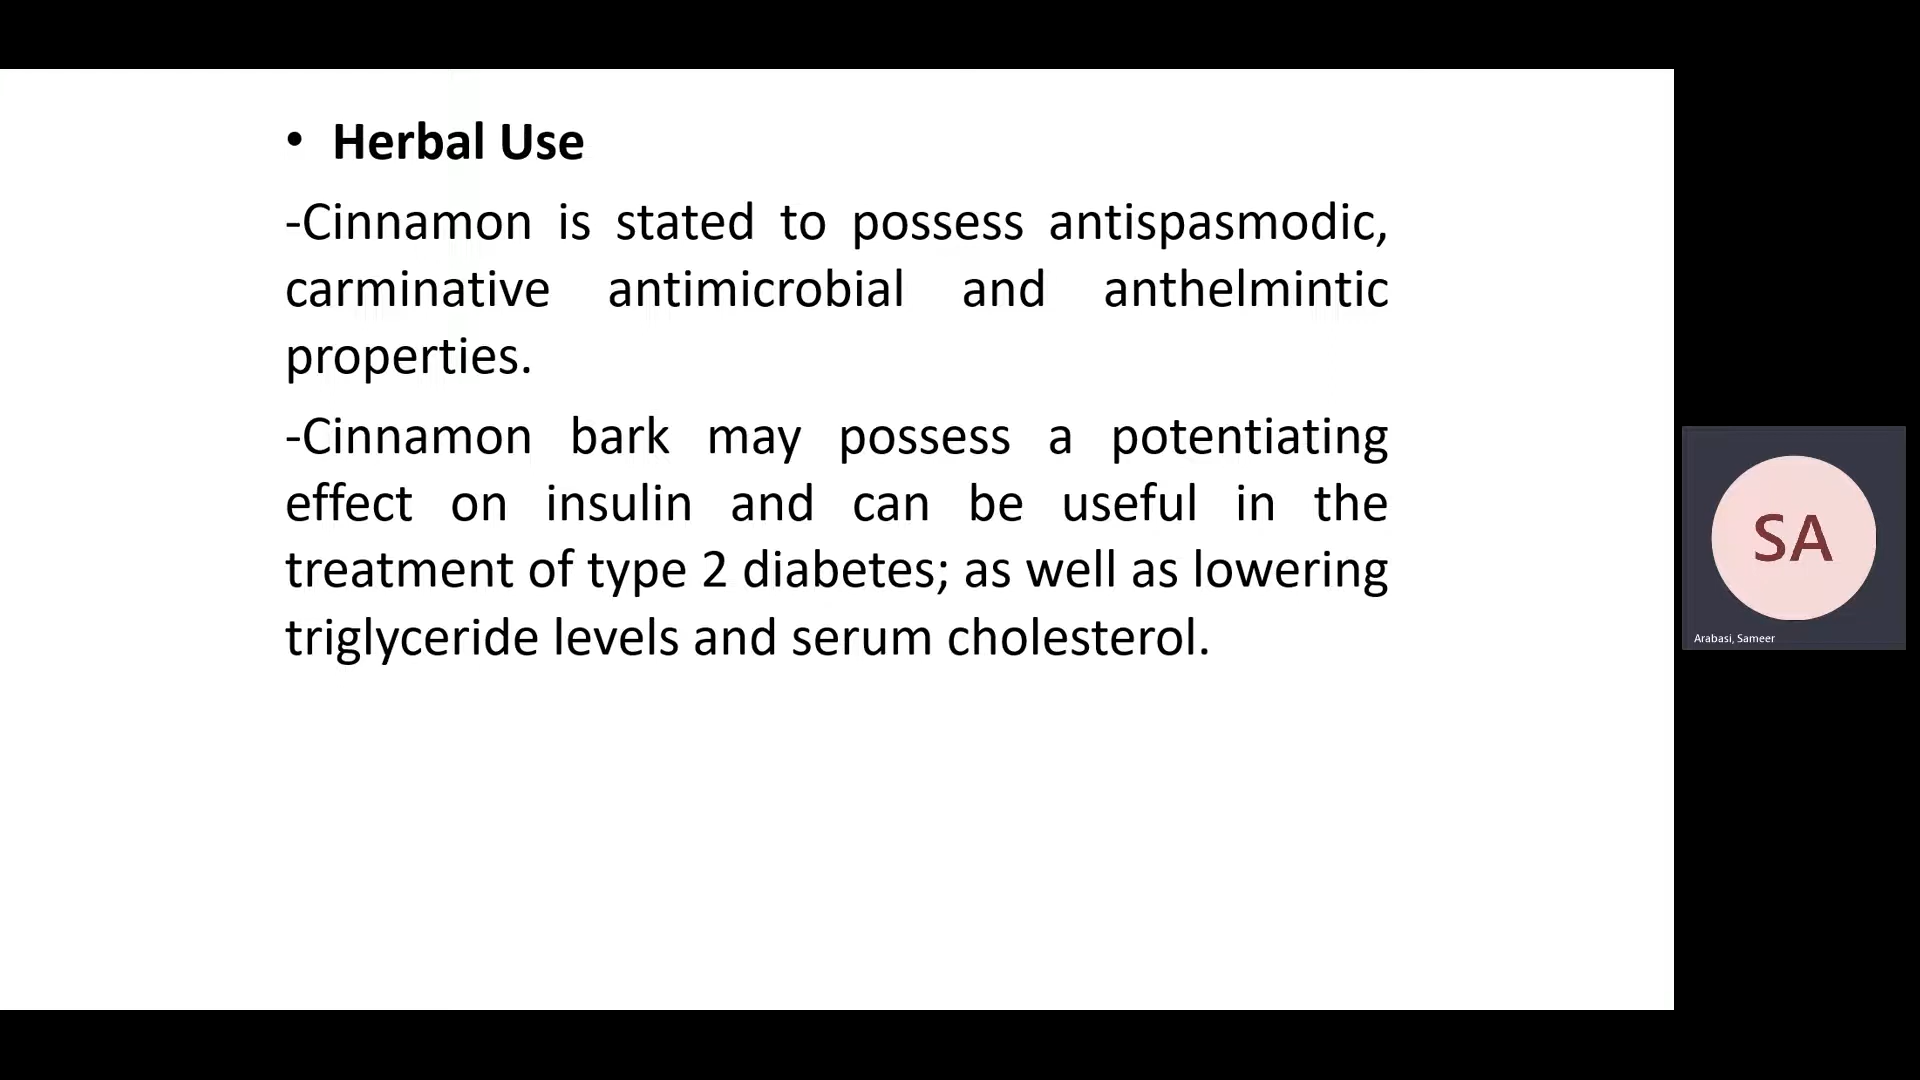 • Herbal Use
-Cinnamon is stated to possess antispasmodic,
carminative antimicrobial and anthelmintic
properties.
-Cinnamon bark may possess a potentiating
effect on insulin and can be useful in the
treatment of type 2 diabetes; as well as lowering
triglyceride levels and serum cholesterol.
SA
Arabasi, Sameer